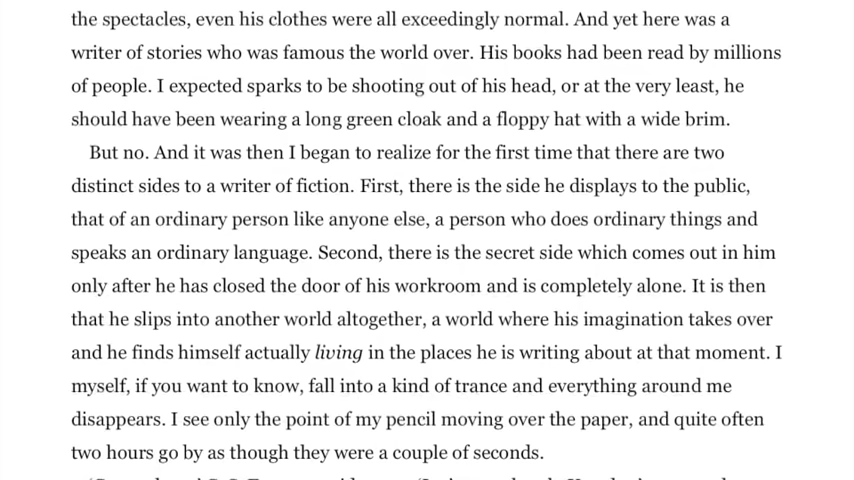 the spectacles, even his clothes were all exceedingly normal. And yet here was a
writer of stories who was famous the world over. His books had been read by millions
of people. I expected sparks to be shooting out of his head, or at the very least, he
should have been wearing a long green cloak and a floppy hat with a wide brim.
But no. And it was then I began to realize for the first time that there are two
distinct sides to a writer of fiction. First, there is the side he displays to the public,
that of an ordinary person like anyone else, a person who does ordinary things and
speaks an ordinary language. Second, there is the secret side which comes out in him
only after he has closed the door of his workroom and is completely alone. It is then
that he slips into another world altogether, a world where his imagination takes over
and he finds himself actually living in the places he is writing about at that moment. I
myself, if you want to know, fall into a kind of trance and everything around me
disappears. I see only the point of my pencil moving over the paper, and quite often
two hours go by as though they were a couple of seconds.